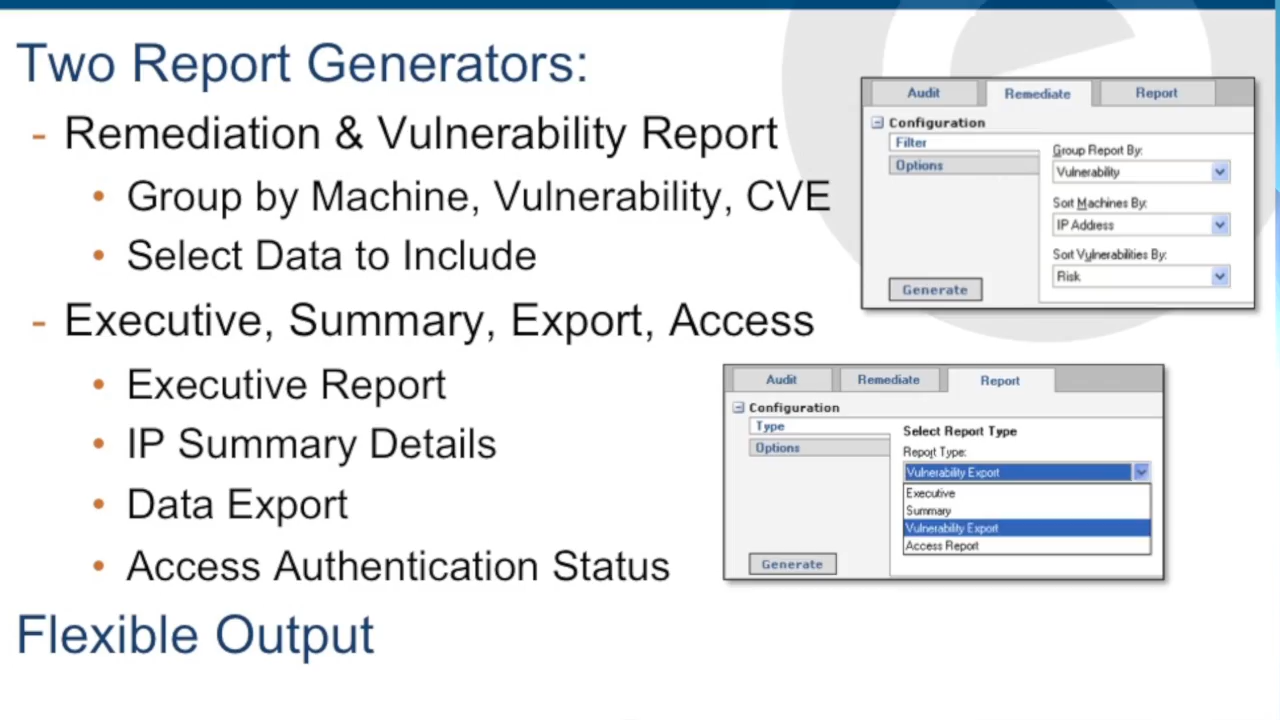 Two Report Generators:
- Remediation & Vulnerability Report
• Group by Machine, Vulnerability, CVE
• Select Data to Include
- Executive, Summary, Export, Access
• Executive Report
• IP Summary Details
• Data Export
• Access Authentication Status
Flexible Output
Audit Remediate Report
Configuration
Filter
Options
Group Report By:
Vulnerability
Sort Machines By:
IP Address
Sort Vulnerabilities By:
Risk
Generate
Audit Remediate Report
Configuration
Type
Options
Select Report Type
Report Type:
Vulnerability Export
Executive
Summary
Vulnerability Export
Access Report
Generate